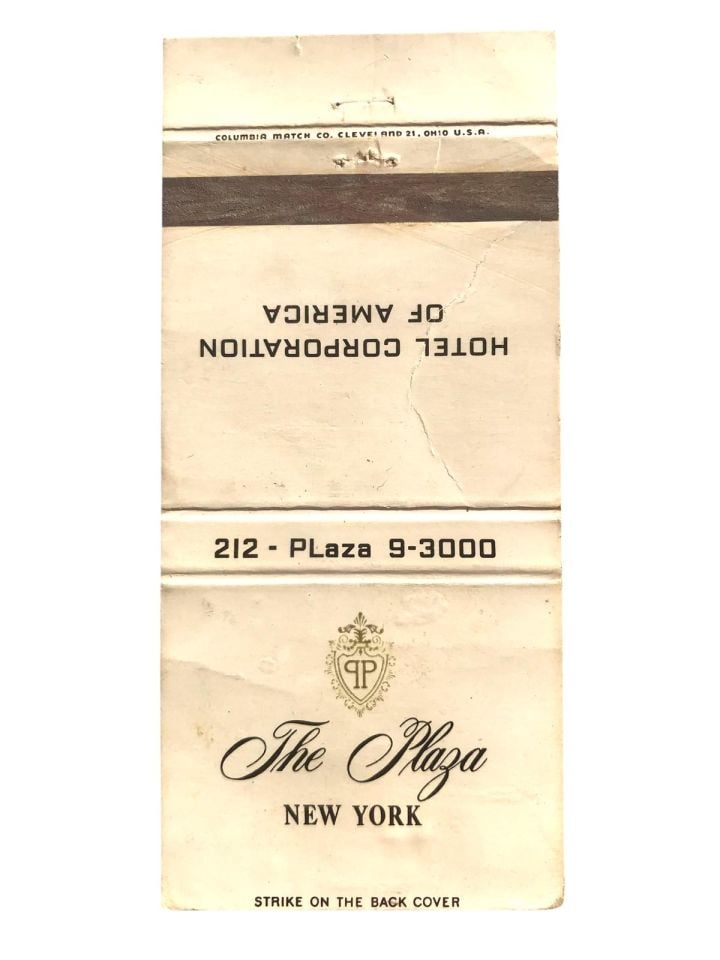 COLUMBIA MATCH CO. CLEVELAND 21, OHIO U.S.A.
HOTEL CORPORATION
OF AMERICA
212 - PLaza 9-3000
PP
The Plaza
NEW YORK
STRIKE ON THE BACK COVER